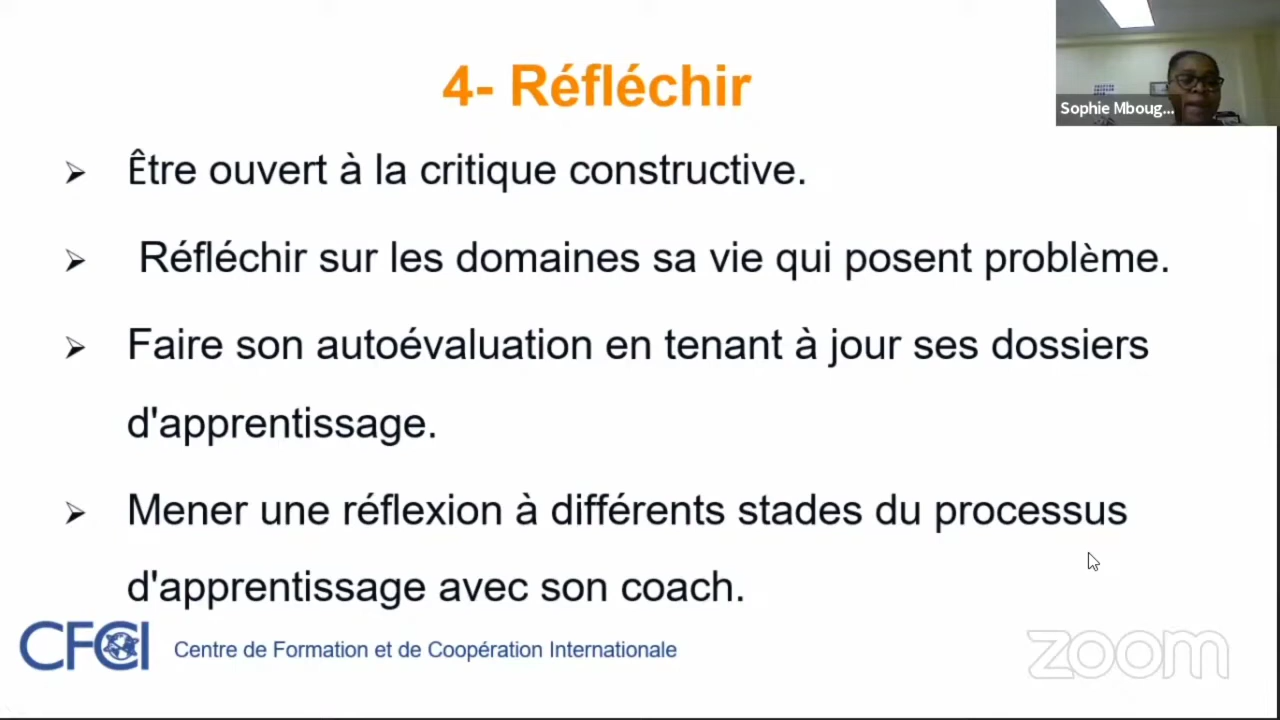 4- Réfléchir
Sophie Mboug...
➢ Être ouvert à la critique constructive.
➢ Réfléchir sur les domaines sa vie qui posent problème.
➢ Faire son autoévaluation en tenant à jour ses dossiers
d'apprentissage.
➢ Mener une réflexion à différents stades du processus
d'apprentissage avec son coach.
CFCI Centre de Formation et de Coopération Internationale
zoom